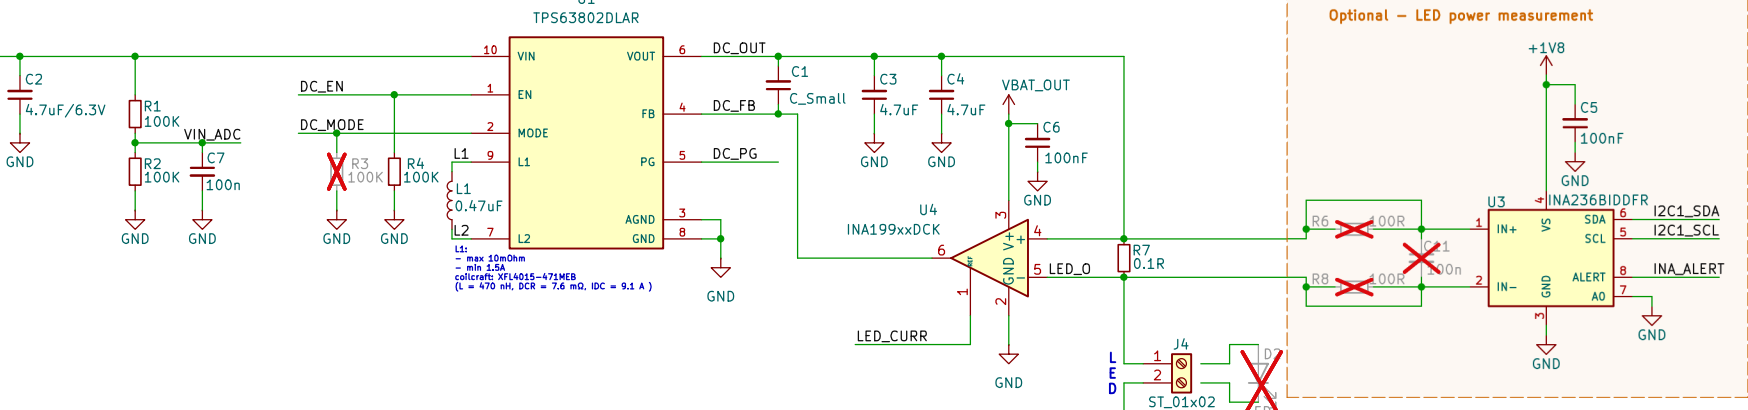 Optional – LED power measurement
TPS63802DLAR
+1V8
10
VIN
VOUT
6
DC_OUT
C2
4.7uF/6.3V
GND
R1
100K
VIN_ADC
R2
100K
GND
C7
100n
GND
DC_EN
1
EN
DC_MODE
2
MODE
R3
100K
GND
R4
100K
GND
L1
9
L1
L1
0.47uF
L2
7
L2
L1:
- max 10mOhm
- min 1.5A
coilcraft: XFL4015-471MEB
(L = 470 nH, DCR = 7.6 mΩ, IDC = 9.1 A )
FB
4
DC_FB
PG
5
DC_PG
AGND
3
GND
8
GND
C1
C_Small
C3
4.7uF
GND
C4
4.7uF
GND
VBAT_OUT
C6
100nF
GND
U4
INA199xxDCK
3
V+
+
4
6
REF
GND
–
5
LED_O
1
2
GND
LED_CURR
R7
0.1R
L
E
D
J4
1
2
ST_01x02
C5
100nF
GND
R6
100R
C11
100n
R8
100R
U3
INA236BIDDFR
4
VS
1
IN+
2
IN-
GND
3
GND
SDA
6
I2C1_SDA
SCL
5
I2C1_SCL
ALERT
8
INA_ALERT
A0
7
GND